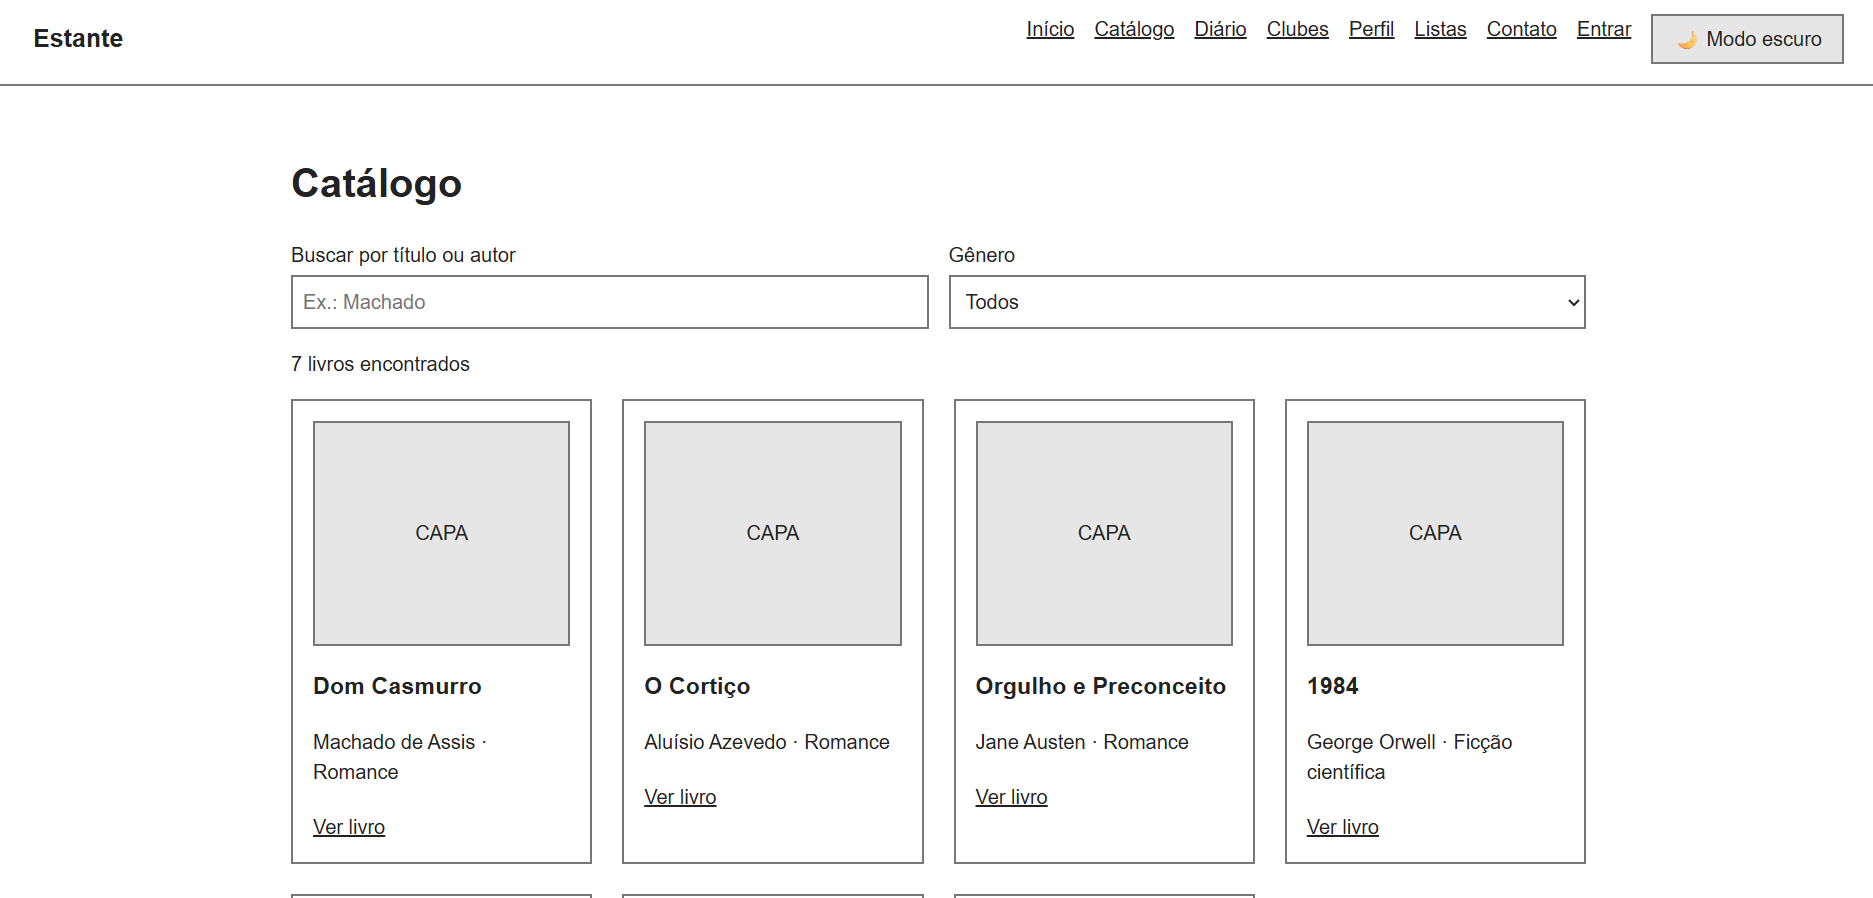 Estante
Início Catálogo Diário Clubes Perfil Listas Contato Entrar 🌙 Modo escuro
Catálogo
Buscar por título ou autor
Ex.: Machado
Gênero
Todos
7 livros encontrados
CAPA
Dom Casmurro
Machado de Assis ·
Romance
Ver livro
CAPA
O Cortiço
Aluísio Azevedo · Romance
Ver livro
CAPA
Orgulho e Preconceito
Jane Austen · Romance
Ver livro
CAPA
1984
George Orwell · Ficção
científica
Ver livro